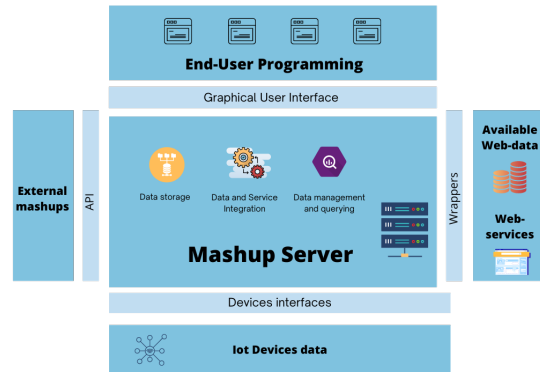 End-User Programming
Graphical User Interface
External
mashups
API
Data storage
Data and Service
Integration
Data management
and querying
Mashup Server
Wrappers
Available
Web-data
Web-
services
Devices interfaces
Iot Devices data